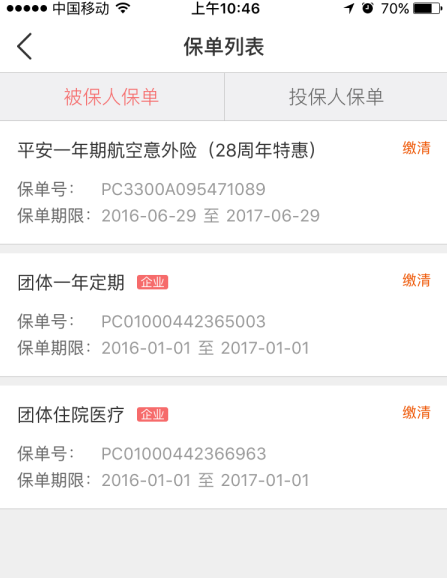 中国移动 上午10:46 70%
保单列表
被保人保单 投保人保单
平安一年期航空意外险（28周年特惠） 缴清
保单号： PC3300A095471089
保单期限： 2016-06-29 至 2017-06-29
团体一年定期 企业 缴清
保单号： PC01000442365003
保单期限： 2016-01-01 至 2017-01-01
团体住院医疗 企业 缴清
保单号： PC01000442366963
保单期限： 2016-01-01 至 2017-01-01